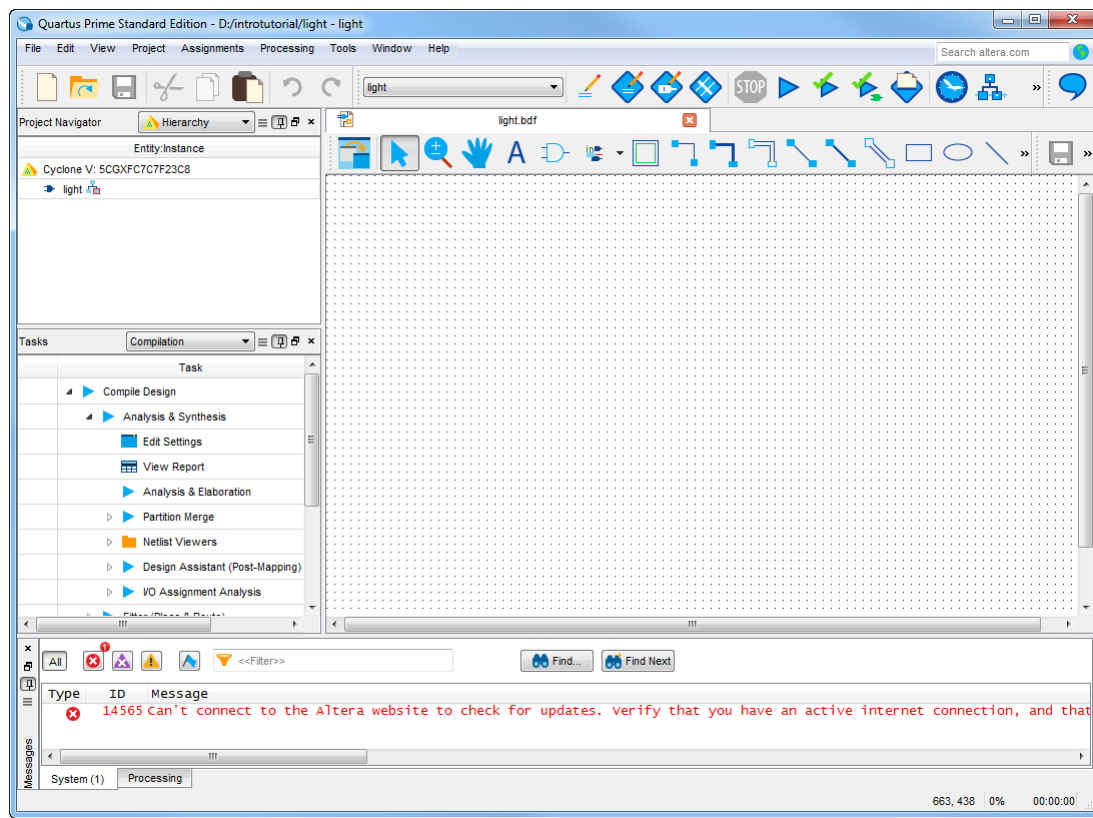 Quartus Prime Standard Edition - D:/introtutorial/light - light
File Edit View Project Assignments Processing Tools Window Help
Search altera.com
light
STOP
Project Navigator
Hierarchy
light.bdf
Entity:Instance
A
Cyclone V: 5CGXFC7C7F23C8
light
Tasks
Compilation
Task
Compile Design
Analysis & Synthesis
Edit Settings
View Report
Analysis & Elaboration
Partition Merge
Netlist Viewers
Design Assistant (Post-Mapping)
I/O Assignment Analysis
Fitter (Place & Route)
All
1
<<Filter>>
Find...
Find Next
Type ID Message
14565 Can't connect to the Altera website to check for updates. Verify that you have an active internet connection, and that
Messages
System (1)
Processing
663, 438 0% 00:00:00